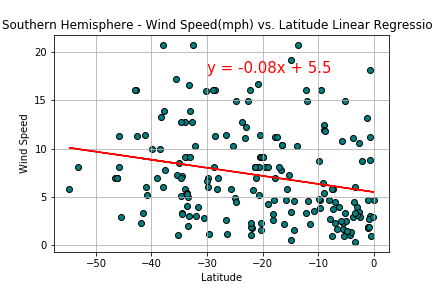 Southern Hemisphere - Wind Speed(mph) vs. Latitude Linear Regressio
y = -0.08x + 5.5
Wind Speed
20
15
10
5
0
−50
−40
−30
−20
−10
0
Latitude